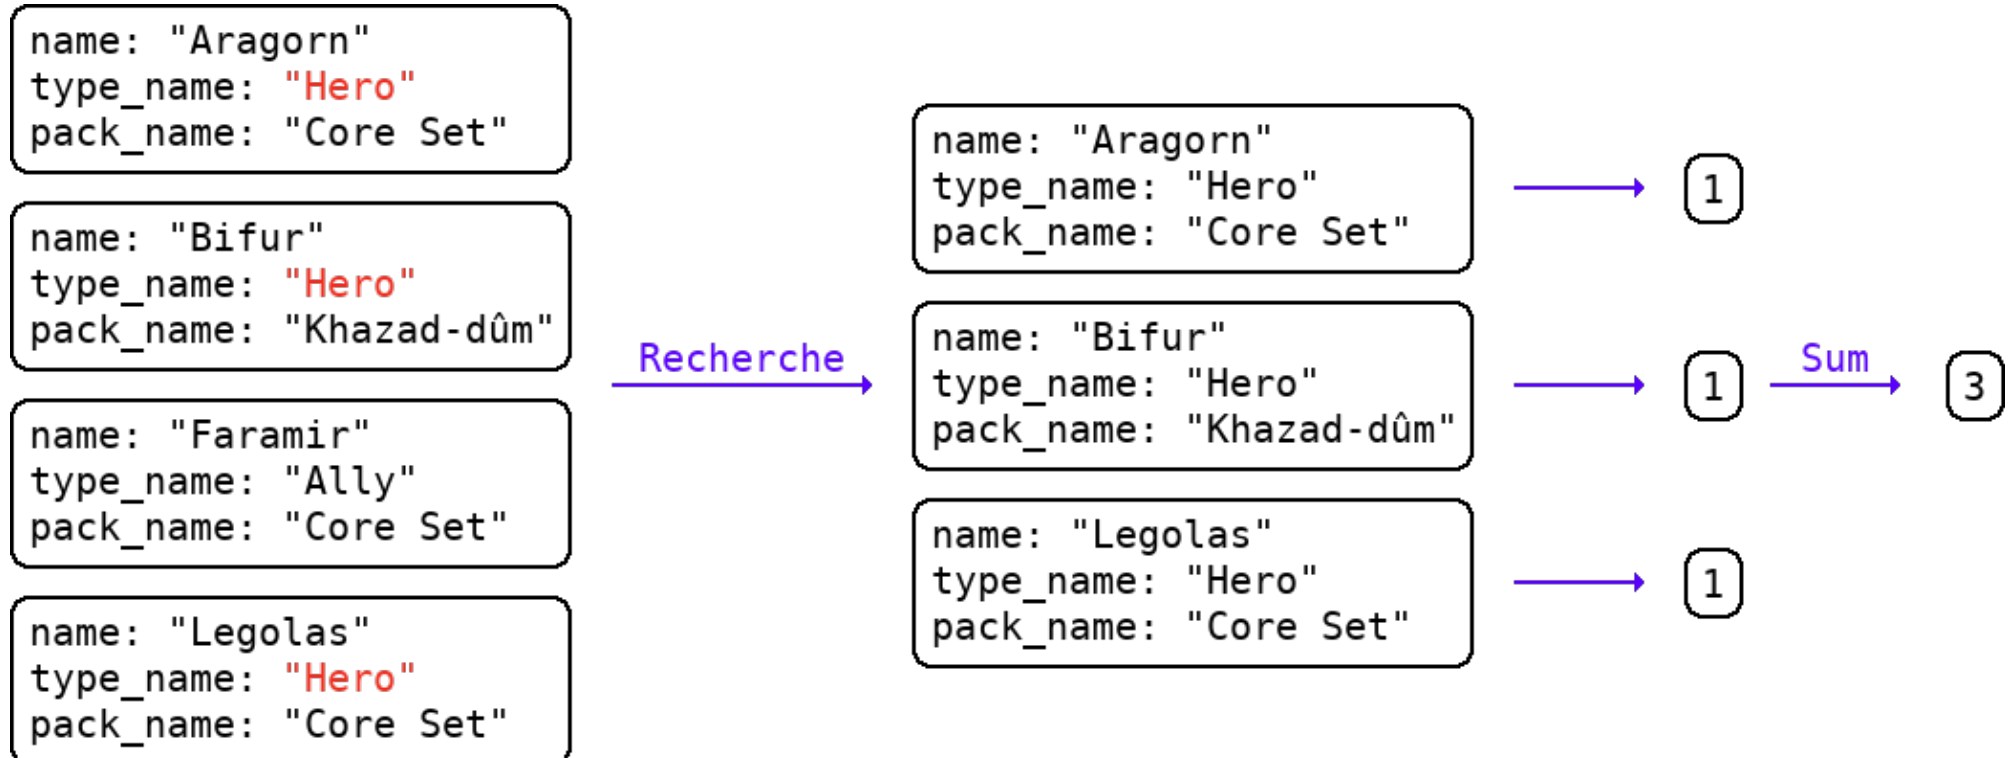 name: "Aragorn"
type_name: "Hero"
pack_name: "Core Set"
name: "Bifur"
type_name: "Hero"
pack_name: "Khazad-dûm"
name: "Faramir"
type_name: "Ally"
pack_name: "Core Set"
name: "Legolas"
type_name: "Hero"
pack_name: "Core Set"
Recherche
name: "Aragorn"
type_name: "Hero"
pack_name: "Core Set"
name: "Bifur"
type_name: "Hero"
pack_name: "Khazad-dûm"
name: "Legolas"
type_name: "Hero"
pack_name: "Core Set"
1
1
1
Sum
3